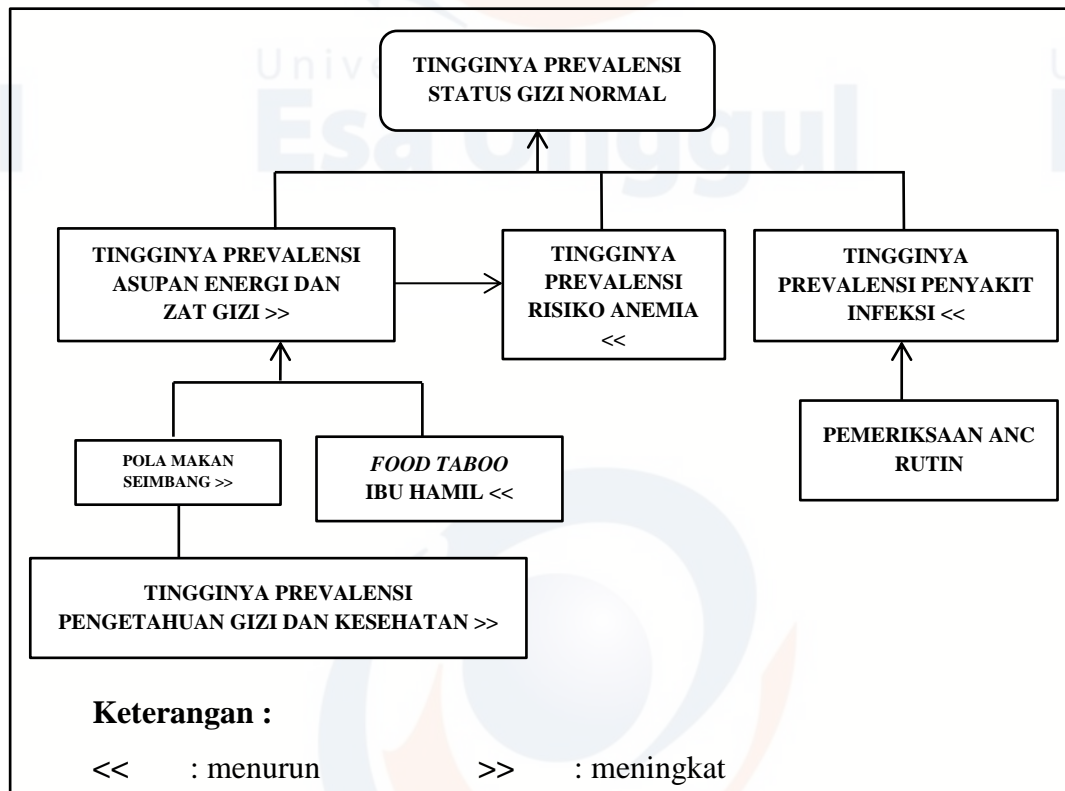 Unive
Esa Unggul
TINGGINYA PREVALENSI
STATUS GIZI NORMAL
TINGGINYA PREVALENSI
ASUPAN ENERGI DAN
ZAT GIZI >>
TINGGINYA
PREVALENSI
RISIKO ANEMIA
<<
TINGGINYA
PREVALENSI PENYAKIT
INFEKSI <<
POLA MAKAN
SEIMBANG >>
FOOD TABOO
IBU HAMIL <<
PEMERIKSAAN ANC
RUTIN
TINGGINYA PREVALENSI
PENGETAHUAN GIZI DAN KESEHATAN >>
Keterangan :
<< : menurun >> : meningkat